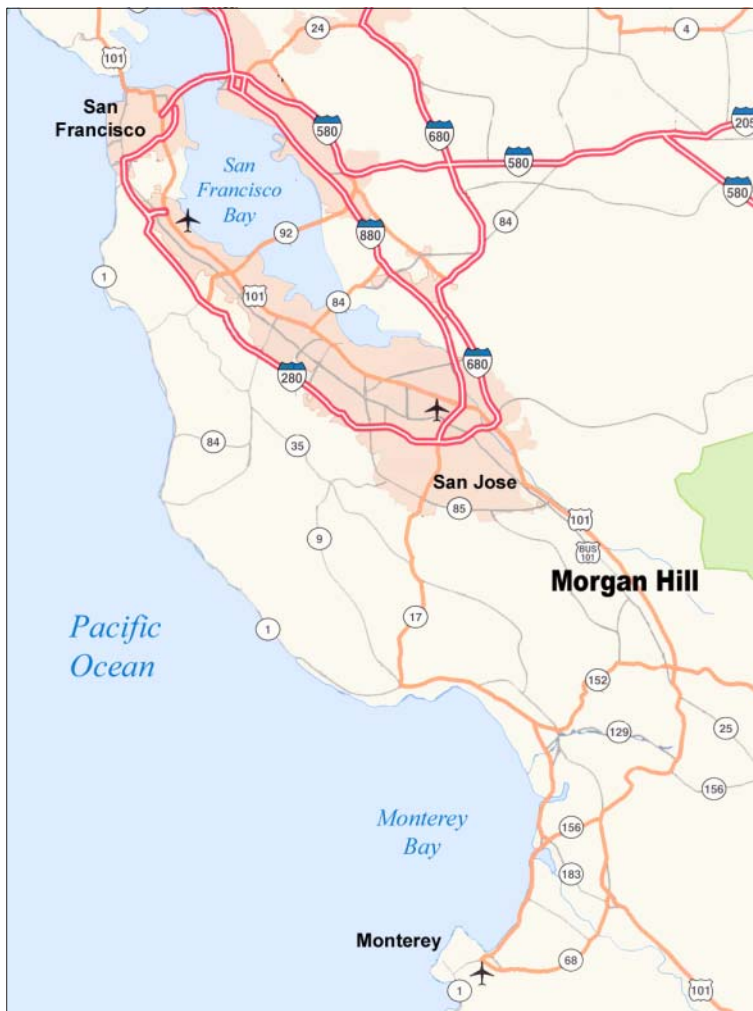 24
4
101
San
Francisco
580
680
205
580
San
Francisco
Bay
580
92
880
84
1
101
84
280
680
84
35
San Jose
85
101
9
BUS
101
Morgan Hill
17
1
Pacific
Ocean
152
129
25
156
Monterey
Bay
156
183
Monterey
68
1
101